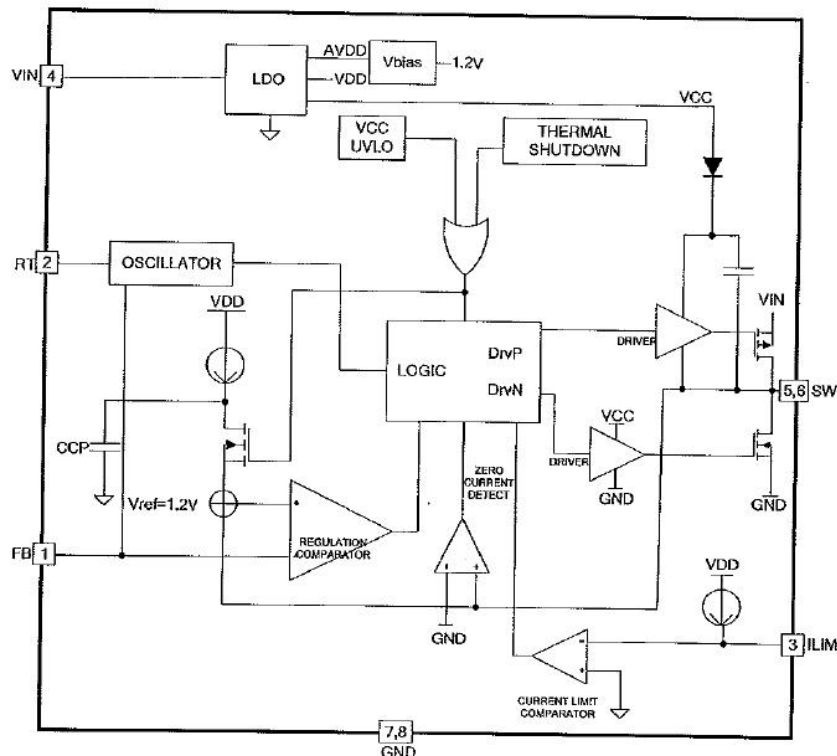 AVDD
VIN 4
LDO
Vbias
1.2V
VDD
VCC
VCC
UVLO
THERMAL
SHUTDOWN
RT 2
OSCILLATOR
VDD
VIN
DRIVER
DrvP
LOGIC
DrvN
5,6 SW
VCC
CCP
DRIVER
ZERO
CURRENT
DETECT
GND
GND
Vref=1.2V
REGULATION
COMPARATOR
FB 1
VDD
GND
3 ILIM
CURRENT LIMIT
COMPARATOR
7,8
GND